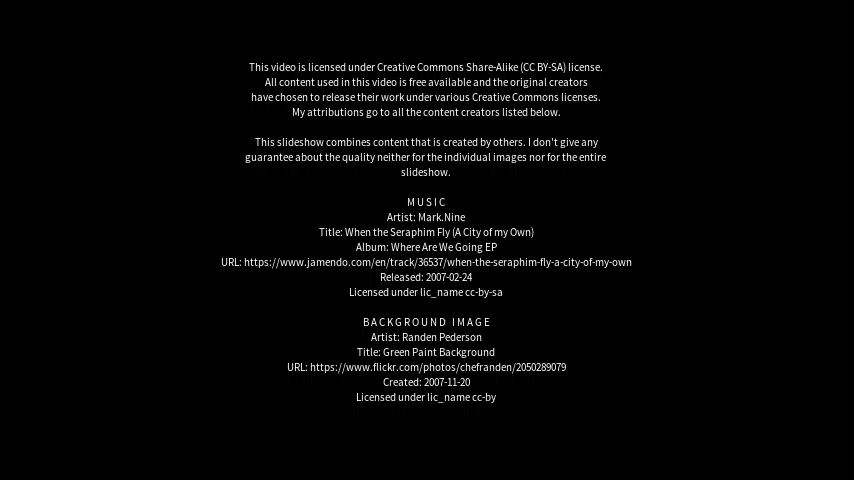 This video is licensed under Creative Commons Share-Alike (CC BY-SA) license.
All content used in this video is free available and the original creators
have chosen to release their work under various Creative Commons licenses.
My attributions go to all the content creators listed below.
This slideshow combines content that is created by others. I don't give any
guarantee about the quality neither for the individual images nor for the entire
slideshow.
MUSIC
Artist: Mark.Nine
Title: When the Seraphim Fly (A City of my Own)
Album: Where Are We Going EP
URL: https://www.jamendo.com/en/track/36537/when-the-seraphim-fly-a-city-of-my-own
Released: 2007-02-24
Licensed under lic_name cc-by-sa
BACKGROUND IMAGE
Artist: Randen Pederson
Title: Green Paint Background
URL: https://www.flickr.com/photos/chefranden/2050289079
Created: 2007-11-20
Licensed under lic_name cc-by